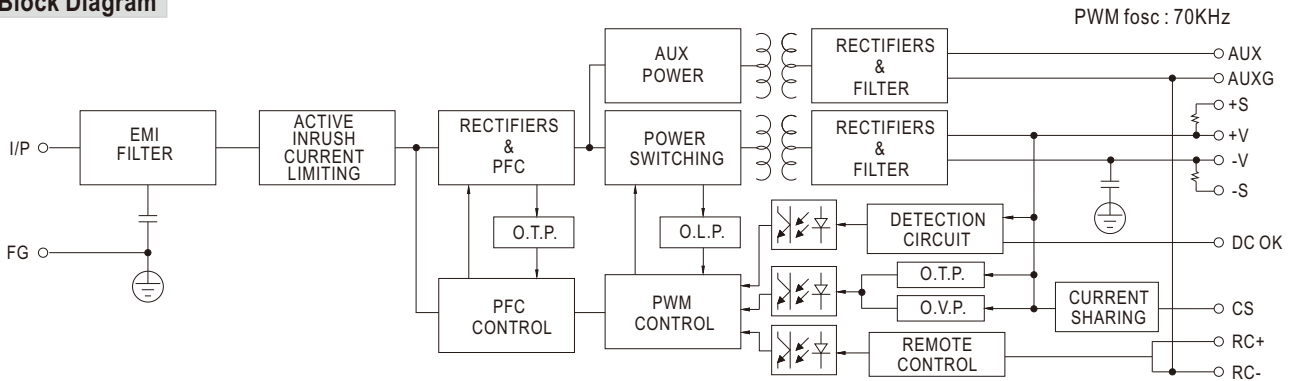 Block Diagram
PWM fosc : 70KHz
AUX
POWER
RECTIFIERS
&
FILTER
AUX
AUXG
+S
I/P
EMI
FILTER
ACTIVE
INRUSH
CURRENT
LIMITING
RECTIFIERS
&
PFC
POWER
SWITCHING
RECTIFIERS
&
FILTER
+V
-V
-S
FG
O.T.P.
O.L.P.
DETECTION
CIRCUIT
DC OK
PFC
CONTROL
PWM
CONTROL
O.T.P.
O.V.P.
CURRENT
SHARING
CS
REMOTE
CONTROL
RC+
RC-